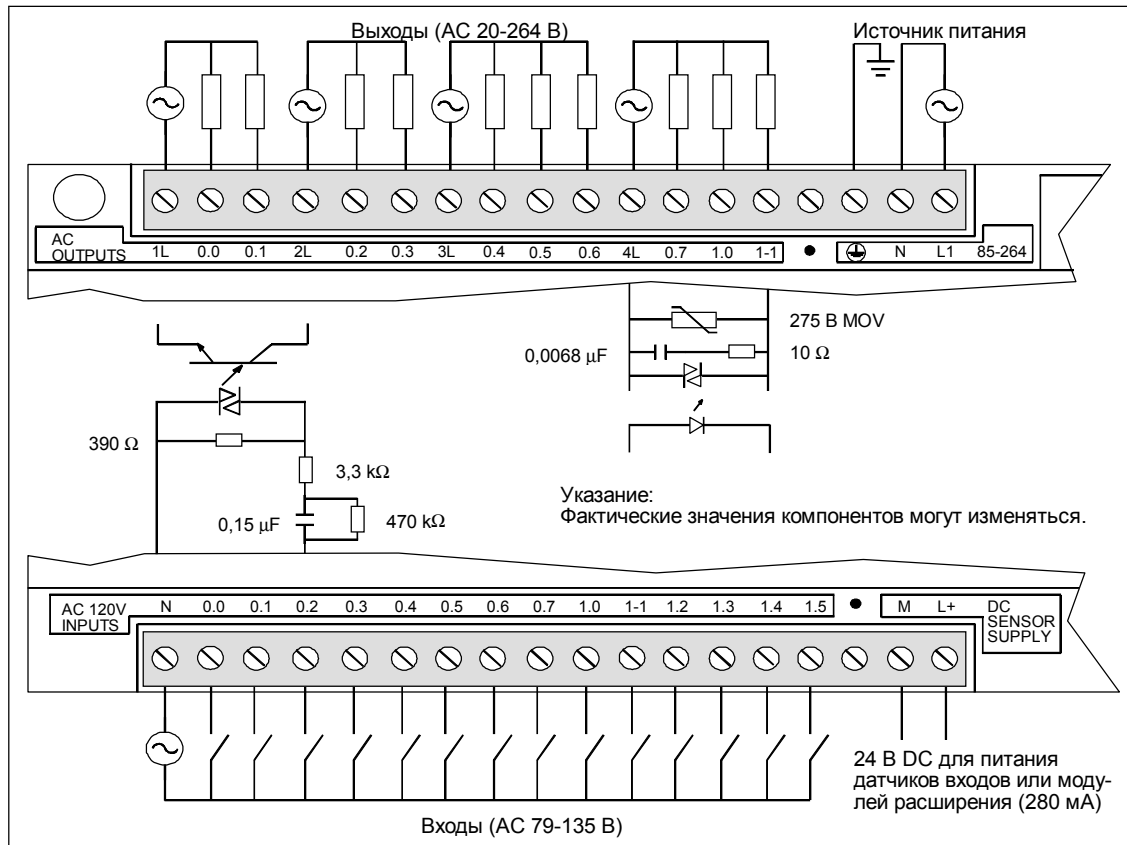 Выходы (AC 20-264 В)
Источник питания
AC
OUTPUTS
1L 0.0 0.1 2L 0.2 0.3 3L 0.4 0.5 0.6 4L 0.7 1.0 1-1 N L1 85-264
275 В MOV
0,0068 μF
10 Ω
390 Ω
3,3 kΩ
0,15 μF
470 kΩ
Указание:
Фактические значения компонентов могут изменяться.
AC 120V
INPUTS
N 0.0 0.1 0.2 0.3 0.4 0.5 0.6 0.7 1.0 1-1 1.2 1.3 1.4 1.5 M L+
DC
SENSOR
SUPPLY
24 В DC для питания
датчиков входов или моду-
лей расширения (280 мА)
Входы (AC 79-135 В)